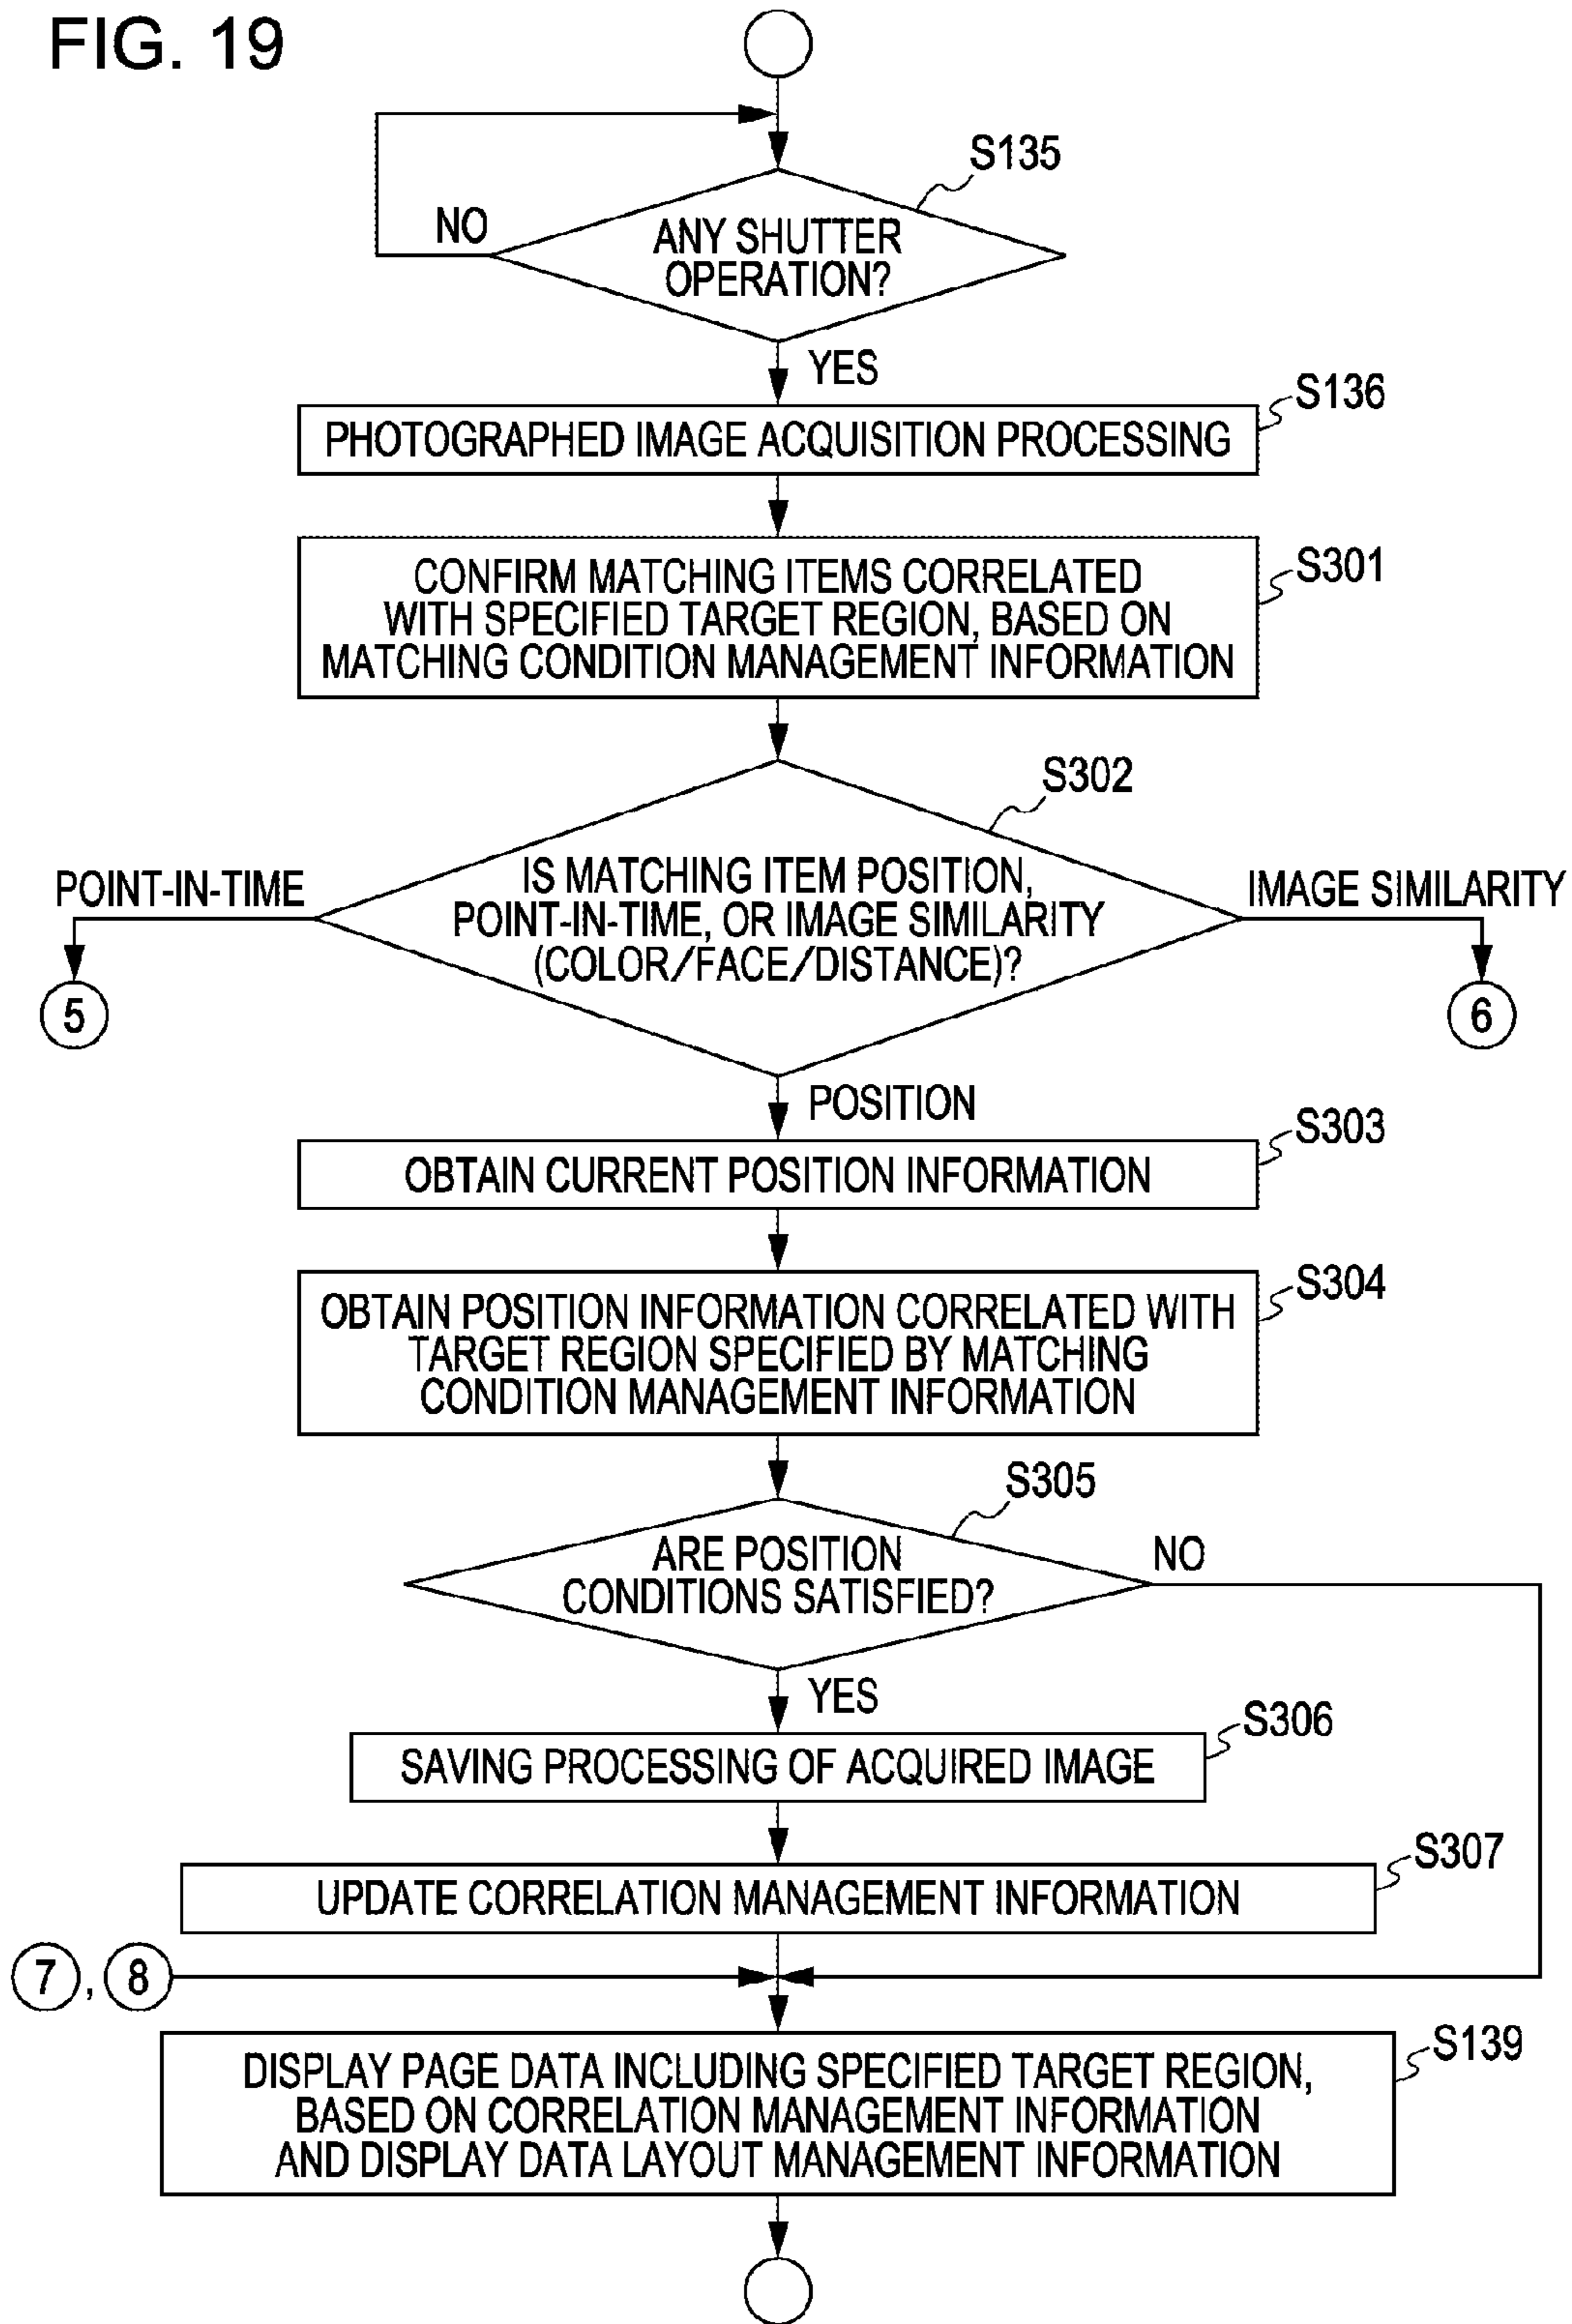 FIG. 19
S135
NO
ANY SHUTTER
OPERATION?
YES
S136
PHOTOGRAPHED IMAGE ACQUISITION PROCESSING
S301
CONFIRM MATCHING ITEMS CORRELATED
WITH SPECIFIED TARGET REGION, BASED ON
MATCHING CONDITION MANAGEMENT INFORMATION
S302
POINT-IN-TIME
IS MATCHING ITEM POSITION,
POINT-IN-TIME, OR IMAGE SIMILARITY
(COLOR/FACE/DISTANCE)?
IMAGE SIMILARITY
5
6
POSITION
S303
OBTAIN CURRENT POSITION INFORMATION
S304
OBTAIN POSITION INFORMATION CORRELATED WITH
TARGET REGION SPECIFIED BY MATCHING
CONDITION MANAGEMENT INFORMATION
S305
ARE POSITION
CONDITIONS SATISFIED?
NO
YES
S306
SAVING PROCESSING OF ACQUIRED IMAGE
S307
UPDATE CORRELATION MANAGEMENT INFORMATION
7, 8
S139
DISPLAY PAGE DATA INCLUDING SPECIFIED TARGET REGION,
BASED ON CORRELATION MANAGEMENT INFORMATION
AND DISPLAY DATA LAYOUT MANAGEMENT INFORMATION